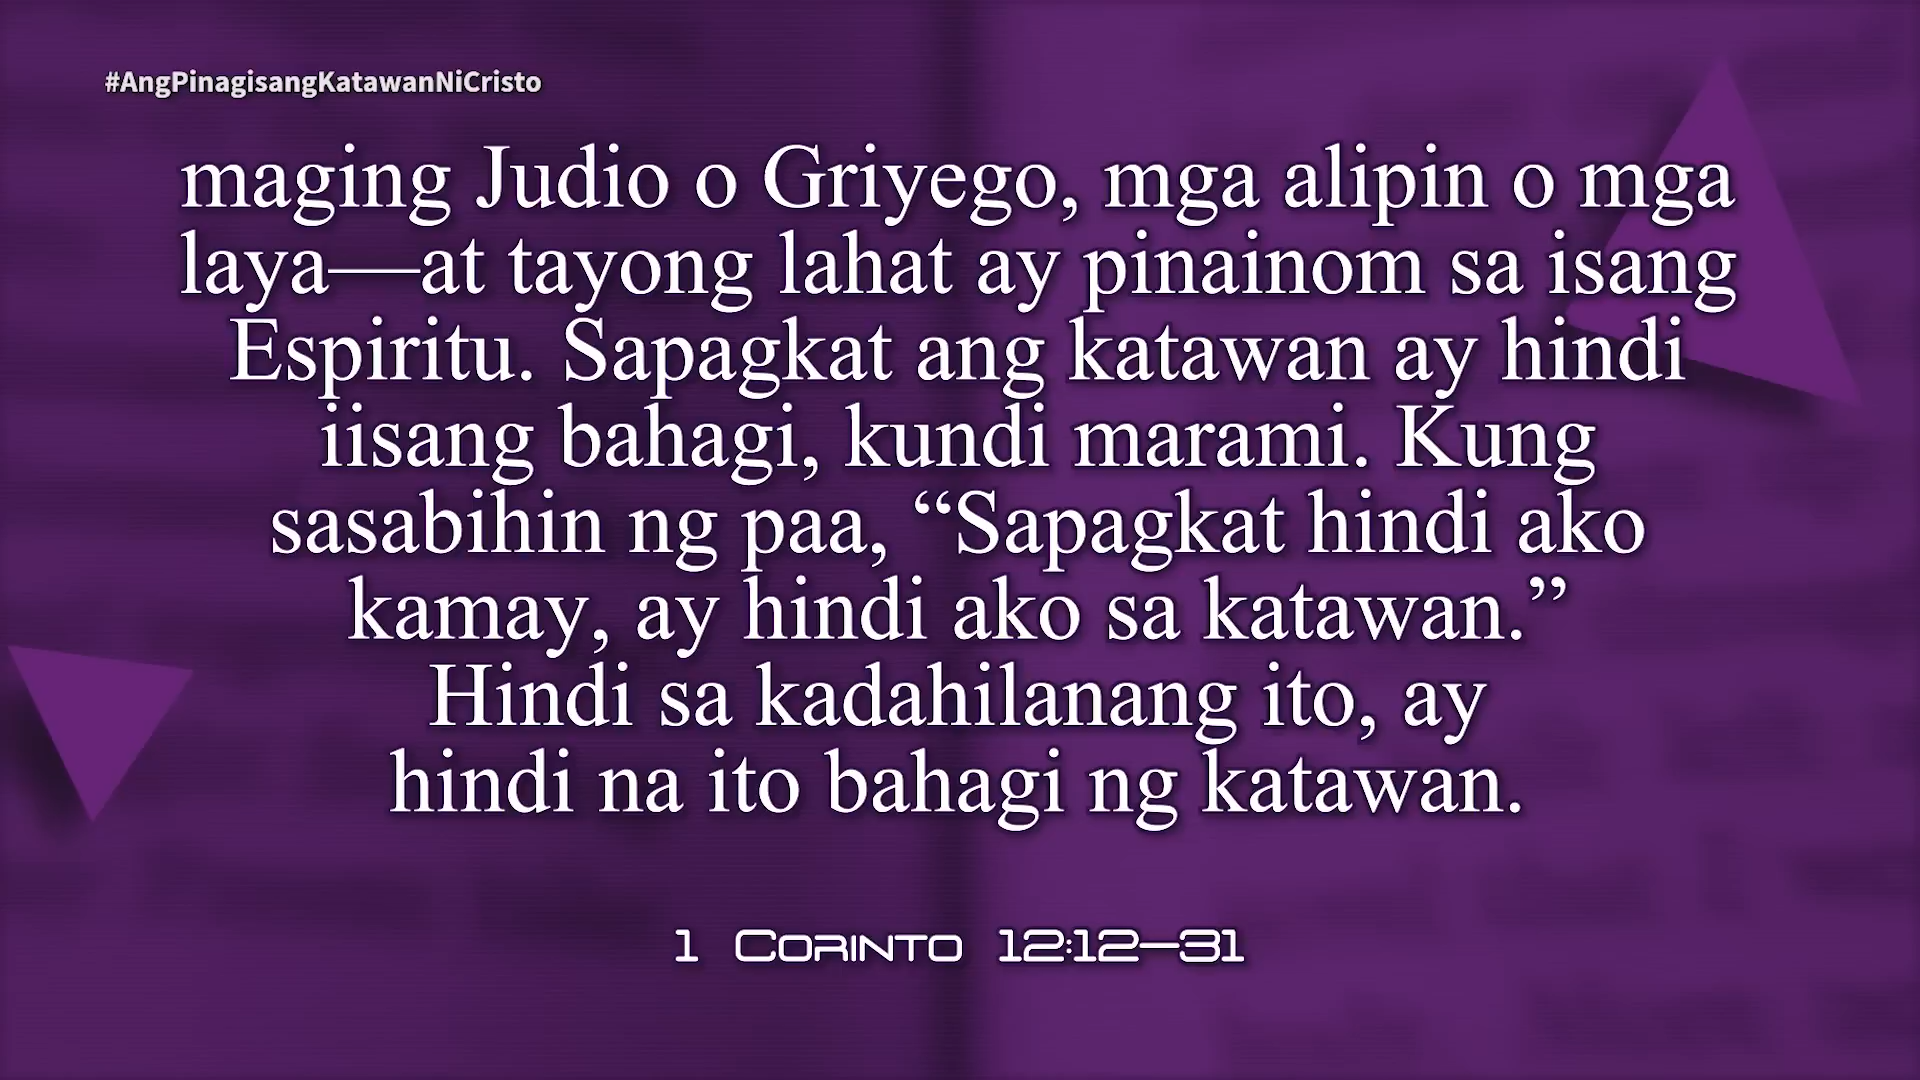 #AngPinagisangKatawanNiCristo
maging Judio o Griyego, mga alipin o mga
laya—at tayong lahat ay pinainom sa isang
Espiritu. Sapagkat ang katawan ay hindi
iisang bahagi, kundi marami. Kung
sasabihin ng paa, “Sapagkat hindi ako
kamay, ay hindi ako sa katawan.”
Hindi sa kadahilanang ito, ay
hindi na ito bahagi ng katawan.
1 Corinto 12:12–31